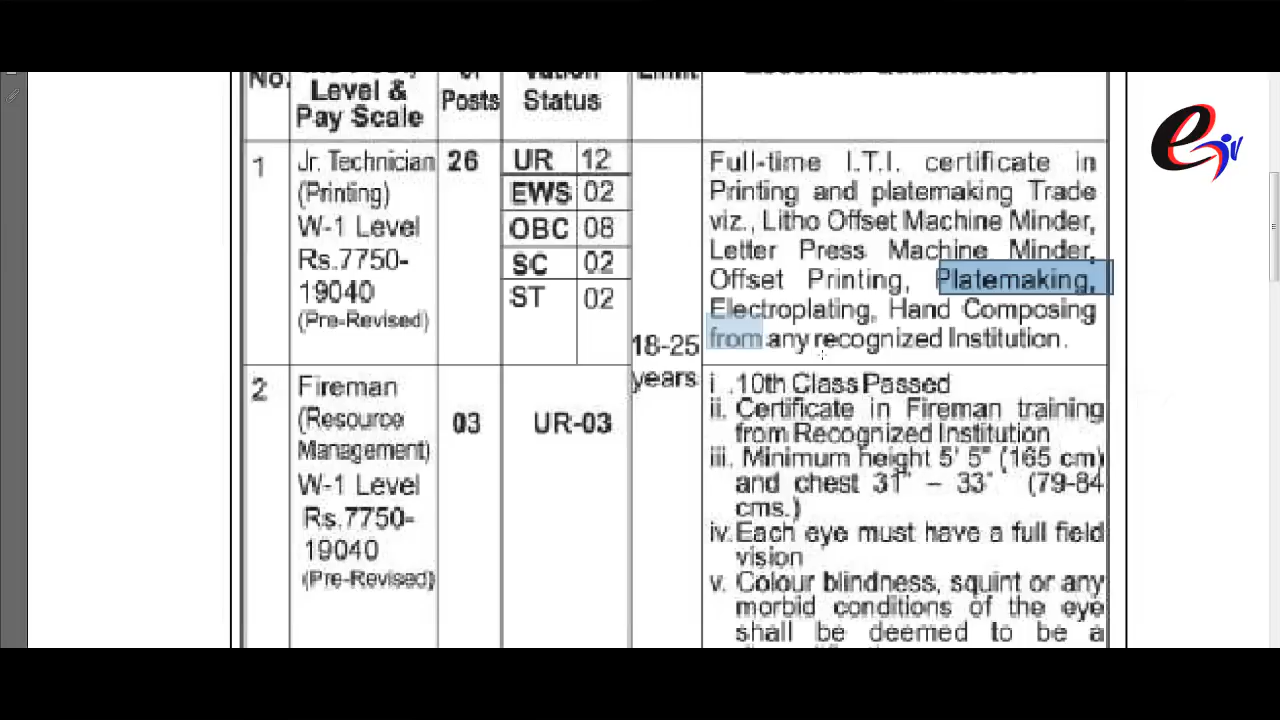 No.
Level &
Pay Scale
Posts
vation
Status
Limit
Essential Qualification
1
Jr. Technician
(Printing)
W-1 Level
Rs.7750-
19040
(Pre-Revised)
26
UR 12
EWS 02
OBC 08
SC 02
ST 02
18-25
years
Full-time I.T.I. certificate in
Printing and platemaking Trade
viz., Litho Offset Machine Minder,
Letter Press Machine Minder,
Offset Printing, Platemaking,
Electroplating, Hand Composing
from any recognized Institution.
2
Fireman
(Resource
Management)
W-1 Level
Rs.7750-
19040
(Pre-Revised)
03
UR-03
i .10th Class Passed
ii. Certificate in Fireman training
from Recognized Institution
iii. Minimum height 5' 5" (165 cm)
and chest 31" – 33" (79-84
cms.)
iv. Each eye must have a full field
vision
v. Colour blindness, squint or any
morbid conditions of the eye
shall be deemed to be a